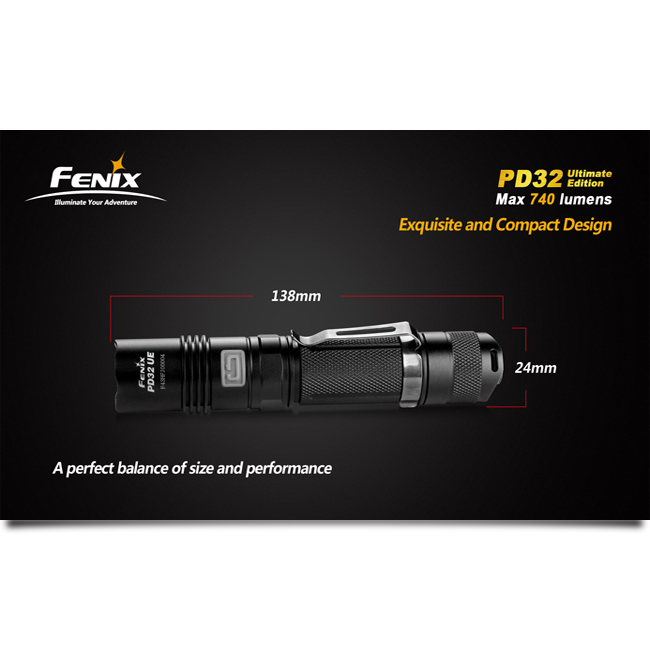 FENIX
Illuminate Your Adventure
PD32 Ultimate Edition
Max 740 lumens
Exquisite and Compact Design
138mm
24mm
FENIX
PD32 UE
A perfect balance of size and performance